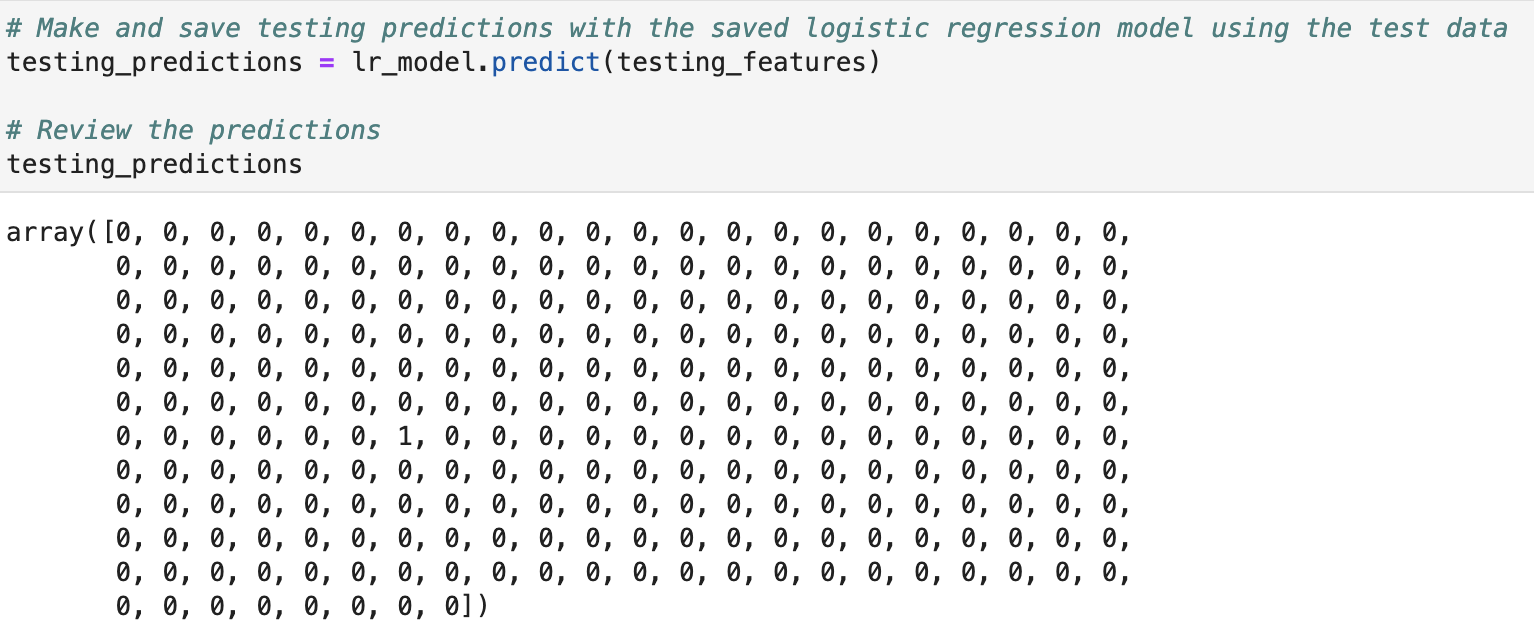 # Make and save testing predictions with the saved logistic regression model using the test data
testing_predictions = lr_model.predict(testing_features)
# Review the predictions
testing_predictions
array([0, 0, 0, 0, 0, 0, 0, 0, 0, 0, 0, 0, 0, 0, 0, 0, 0, 0, 0, 0, 0, 0,
0, 0, 0, 0, 0, 0, 0, 0, 0, 0, 0, 0, 0, 0, 0, 0, 0, 0, 0, 0, 0, 0,
0, 0, 0, 0, 0, 0, 0, 0, 0, 0, 0, 0, 0, 0, 0, 0, 0, 0, 0, 0, 0, 0,
0, 0, 0, 0, 0, 0, 0, 0, 0, 0, 0, 0, 0, 0, 0, 0, 0, 0, 0, 0, 0, 0,
0, 0, 0, 0, 0, 0, 0, 0, 0, 0, 0, 0, 0, 0, 0, 0, 0, 0, 0, 0, 0, 0,
0, 0, 0, 0, 0, 0, 0, 0, 0, 0, 0, 0, 0, 0, 0, 0, 0, 0, 0, 0, 0, 0,
0, 0, 0, 0, 0, 0, 1, 0, 0, 0, 0, 0, 0, 0, 0, 0, 0, 0, 0, 0, 0, 0,
0, 0, 0, 0, 0, 0, 0, 0, 0, 0, 0, 0, 0, 0, 0, 0, 0, 0, 0, 0, 0, 0,
0, 0, 0, 0, 0, 0, 0, 0, 0, 0, 0, 0, 0, 0, 0, 0, 0, 0, 0, 0, 0, 0,
0, 0, 0, 0, 0, 0, 0, 0, 0, 0, 0, 0, 0, 0, 0, 0, 0, 0, 0, 0, 0, 0,
0, 0, 0, 0, 0, 0, 0, 0, 0, 0, 0, 0, 0, 0, 0, 0, 0, 0, 0, 0, 0, 0,
0, 0, 0, 0, 0, 0, 0, 0])